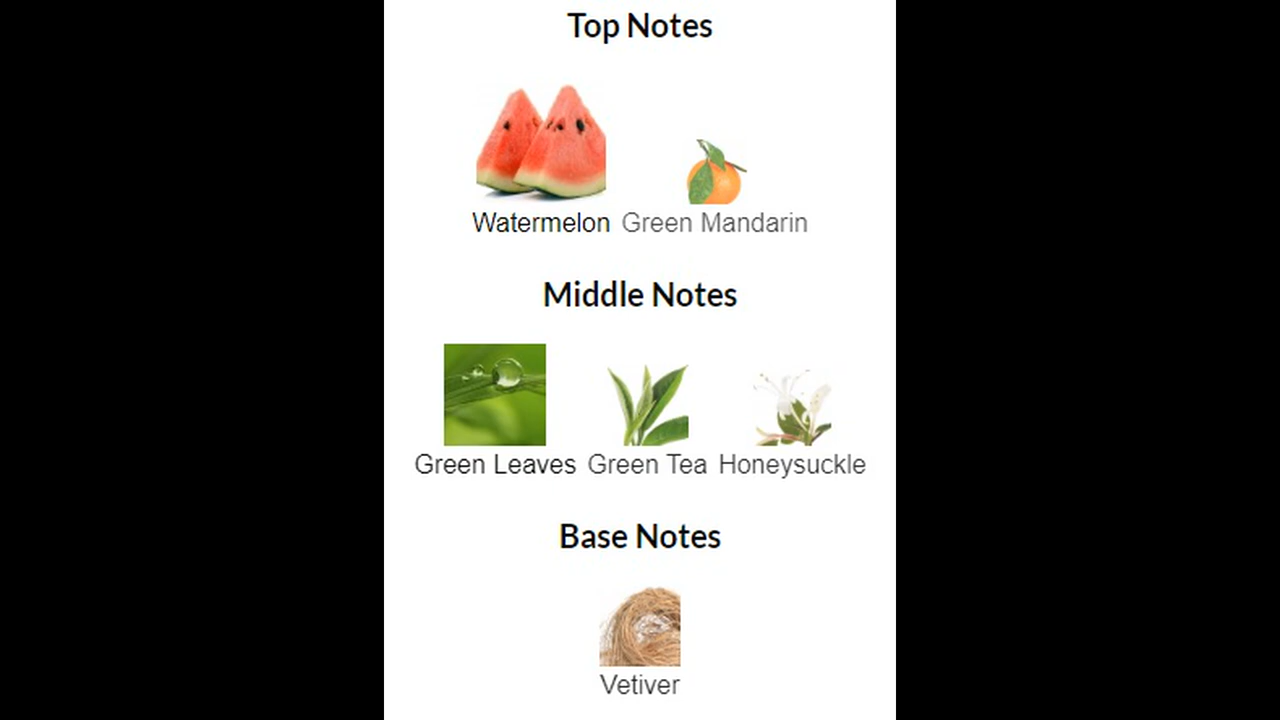 Top Notes
Watermelon Green Mandarin
Middle Notes
Green Leaves Green Tea Honeysuckle
Base Notes
Vetiver